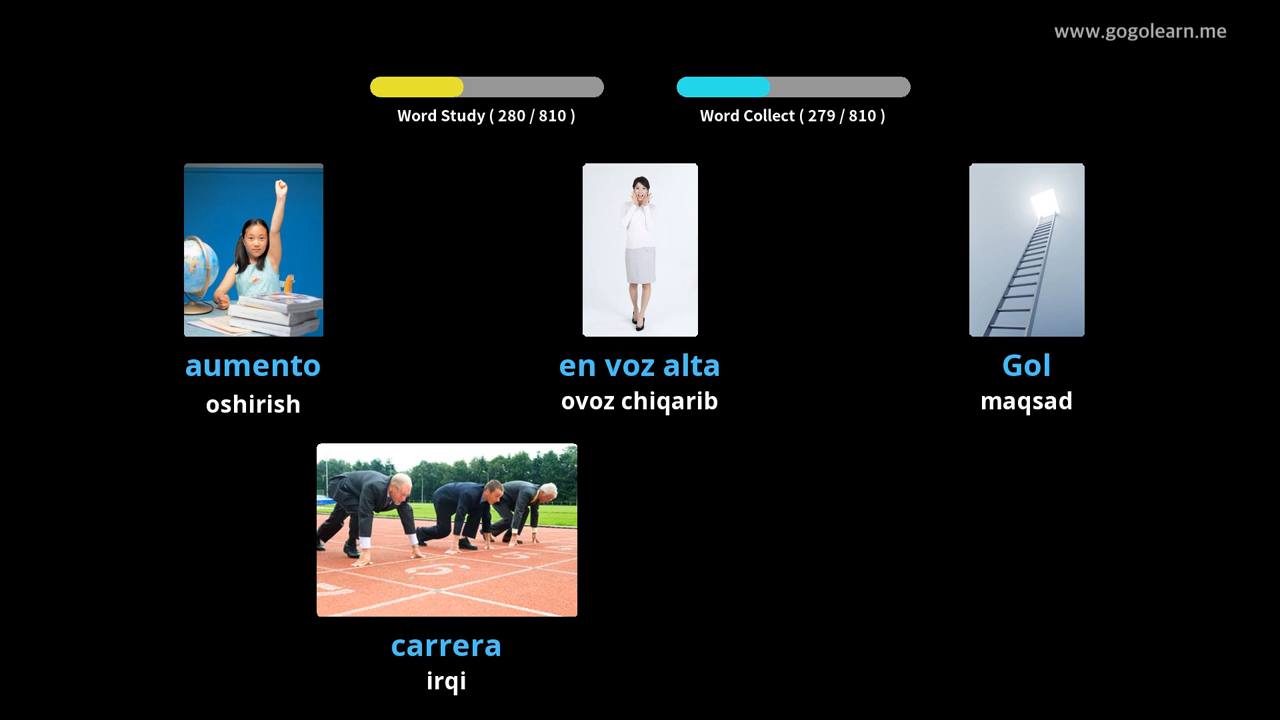 www.gogolearn.me
Word Study ( 280 / 810 )
Word Collect ( 279 / 810 )
aumento
oshirish
en voz alta
ovoz chiqarib
Gol
maqsad
carrera
irqi